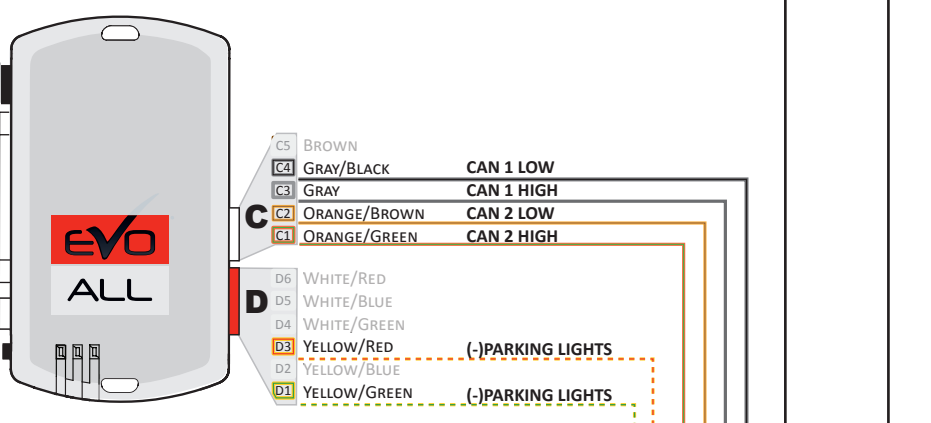 C5 BROWN
C4 GRAY/BLACK CAN 1 LOW
C3 GRAY CAN 1 HIGH
C
C2 ORANGE/BROWN CAN 2 LOW
C1 ORANGE/GREEN CAN 2 HIGH
EVO
ALL
D6 WHITE/RED
D
D5 WHITE/BLUE
D4 WHITE/GREEN
D3 YELLOW/RED (-)PARKING LIGHTS
D2 YELLOW/BLUE
D1 YELLOW/GREEN (-)PARKING LIGHTS